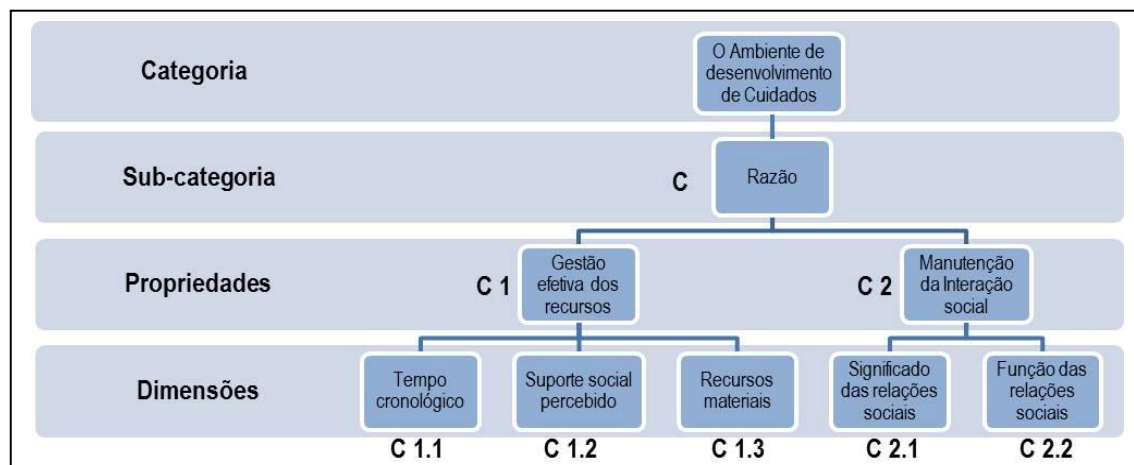 Categoria
O Ambiente de
desenvolvimento
de Cuidados
Sub-categoria
C
Razão
Propriedades
C 1
Gestão
efetiva dos
recursos
C 2
Manutenção
da Interação
social
Dimensões
Tempo
cronológico
Suporte social
percebido
Recursos
materiais
Significado
das relações
sociais
Função das
relações
sociais
C 1.1
C 1.2
C 1.3
C 2.1
C 2.2